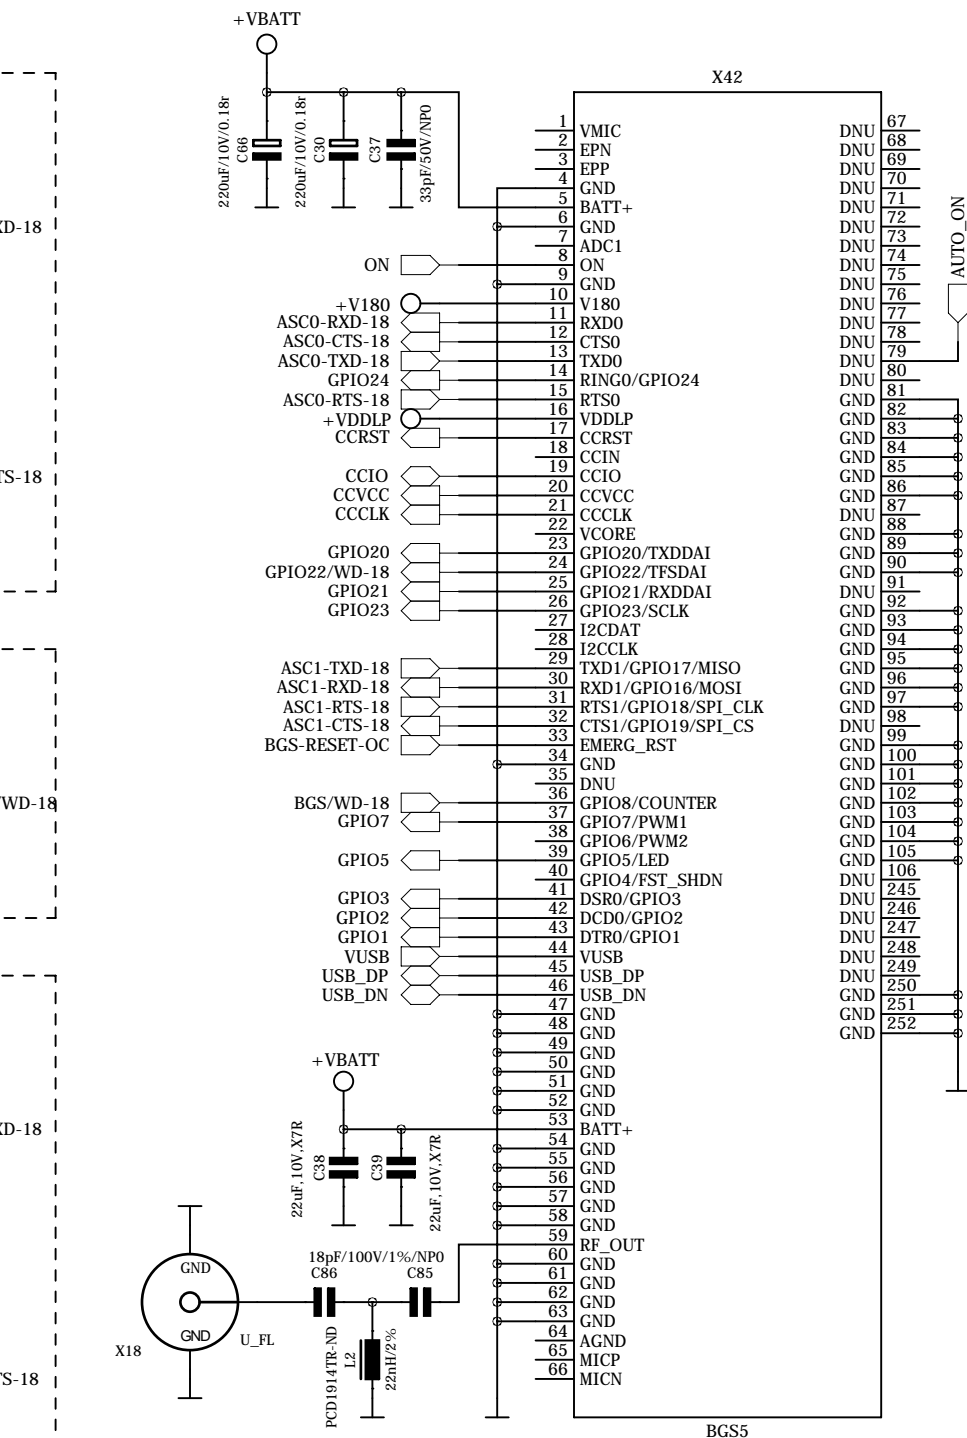 +VBATT
X42
220uF/10V/0.18r
C66
220uF/10V/0.18r
C30
C37
33pF/50V/NP0
AUTO_ON
XD-18
TS-18
/WD-18
XD-18
TS-18
1 VMIC
2 EPN
3 EPP
4 GND
5 BATT+
6 GND
7 ADC1
ON 8 ON
9 GND
+V180 10 V180
ASC0-RXD-18 11 RXD0
ASC0-CTS-18 12 CTS0
ASC0-TXD-18 13 TXD0
GPIO24 14 RING0/GPIO24
ASC0-RTS-18 15 RTS0
+VDDLP 16 VDDLP
CCRST 17 CCRST
18 CCIN
CCIO 19 CCIO
CCVCC 20 CCVCC
CCCLK 21 CCCLK
22 VCORE
GPIO20 23 GPIO20/TXDDAI
GPIO22/WD-18 24 GPIO22/TFSDAI
GPIO21 25 GPIO21/RXDDAI
GPIO23 26 GPIO23/SCLK
27 I2CDAT
28 I2CCLK
ASC1-TXD-18 29 TXD1/GPIO17/MISO
ASC1-RXD-18 30 RXD1/GPIO16/MOSI
ASC1-RTS-18 31 RTS1/GPIO18/SPI_CLK
ASC1-CTS-18 32 CTS1/GPIO19/SPI_CS
BGS-RESET-OC 33 EMERG_RST
34 GND
35 DNU
BGS/WD-18 36 GPIO8/COUNTER
GPIO7 37 GPIO7/PWM1
38 GPIO6/PWM2
GPIO5 39 GPIO5/LED
40 GPIO4/FST_SHDN
GPIO3 41 DSR0/GPIO3
GPIO2 42 DCD0/GPIO2
GPIO1 43 DTR0/GPIO1
VUSB 44 VUSB
USB_DP 45 USB_DP
USB_DN 46 USB_DN
47 GND
48 GND
49 GND
50 GND
51 GND
52 GND
53 BATT+
54 GND
55 GND
56 GND
57 GND
58 GND
59 RF_OUT
60 GND
61 GND
62 GND
63 GND
64 AGND
65 MICP
66 MICN
DNU 67
DNU 68
DNU 69
DNU 70
DNU 71
DNU 72
DNU 73
DNU 74
DNU 75
DNU 76
DNU 77
DNU 78
DNU 79
DNU 80
GND 81
GND 82
GND 83
GND 84
GND 85
GND 86
DNU 87
GND 88
GND 89
GND 90
DNU 91
GND 92
GND 93
GND 94
GND 95
GND 96
GND 97
DNU 98
GND 99
GND 100
GND 101
GND 102
GND 103
GND 104
GND 105
DNU 106
DNU 245
DNU 246
DNU 247
DNU 248
DNU 249
GND 250
GND 251
GND 252
+VBATT
22uF,10V,X7R
C38
C39
22uF,10V,X7R
18pF/100V/1%/NP0
C86
C85
GND
GND
X18
U_FL
PCD1914TR-ND
L2
22nH/2%
BGS5